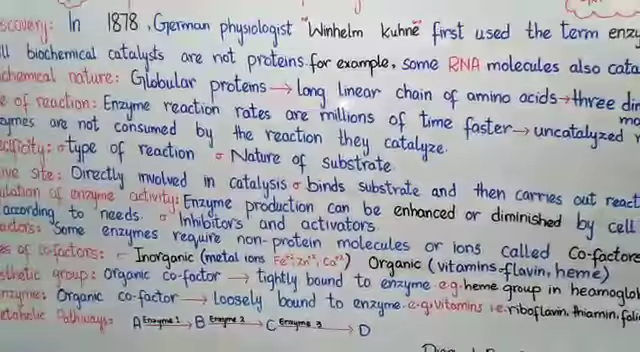 scovery: In 1878, German physiologist "Winhelm Kuhne" first used the term enzy
ll biochemical catalysts are not proteins. for example, some RNA molecules also cata
chemical nature: Globular proteins → long linear chain of amino acids → three dim
e of reaction: Enzyme reaction rates are millions of time faster → uncatalyzed r
zymes are not consumed by the reaction they catalyze.
ecificity: type of reaction Nature of substrate
ive site: Directly involved in catalysis binds substrate and then carries out react
ulation of enzyme activity: Enzyme production can be enhanced or diminished by cell
according to needs. Inhibitors and activators
actors: Some enzymes require non-protein molecules or ions called Co-factors
es of co-factors: Inorganic (metal ions Fe²⁺, Zn²⁺, Ca²⁺) Organic (vitamins-flavin, heme)
sthetic group: Organic co-factor → tightly bound to enzyme e.g. heme group in heamoglo
nzymes: Organic co-factor → Loosely bound to enzyme e.g. vitamins i.e. riboflavin, thiamin, foli
etabolic Pathways: A Enzyme 1→ B Enzyme 2→ C Enzyme 3→ D